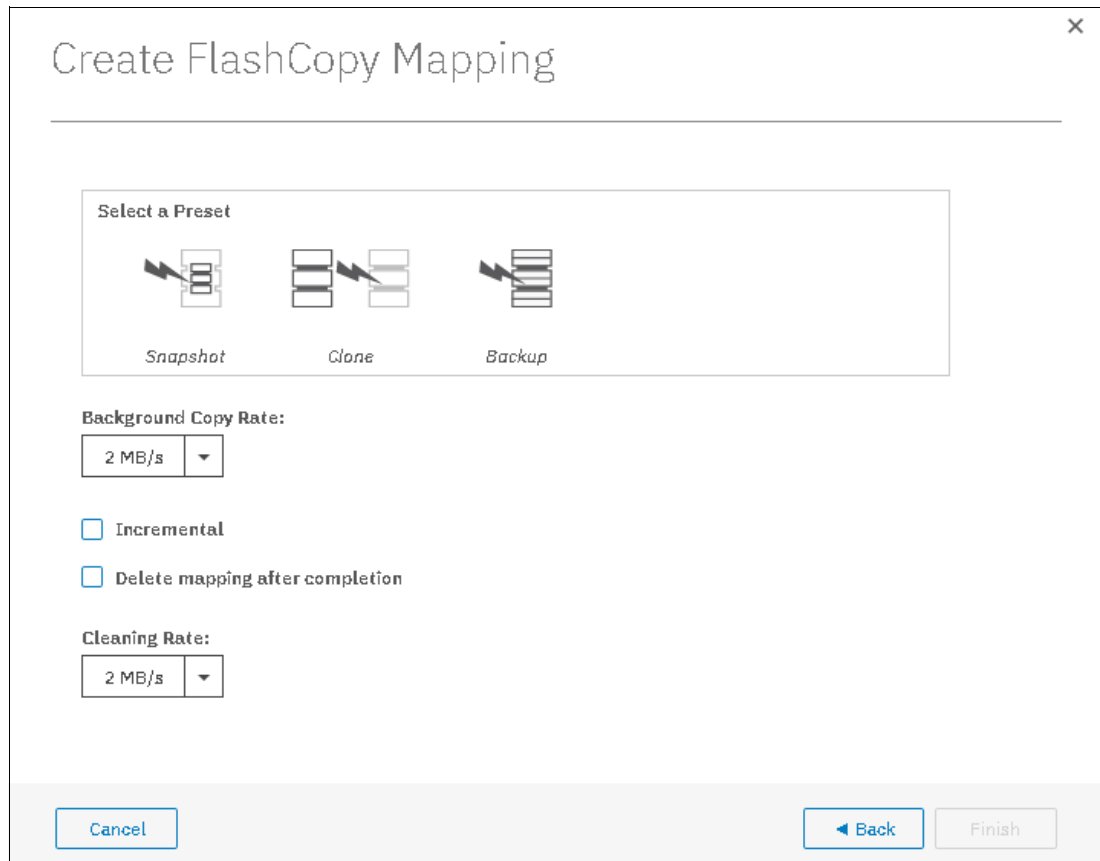 Create FlashCopy Mapping
Select a Preset
Snapshot Clone Backup
Background Copy Rate:
2 MB/s
Incremental
Delete mapping after completion
Cleaning Rate:
2 MB/s
Cancel Back Finish